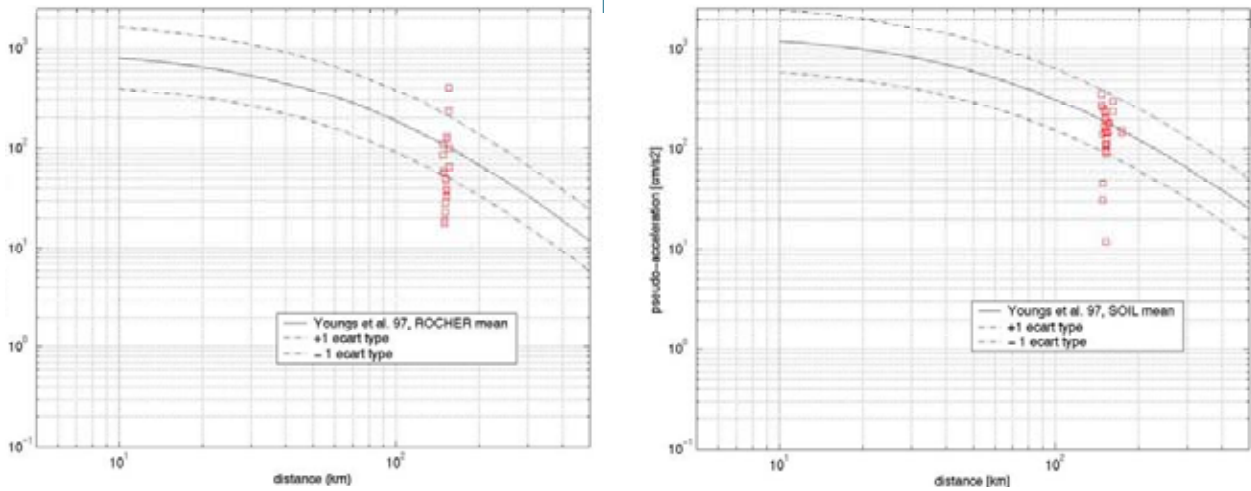 10³
10²
10¹
10⁰
10⁻¹
10¹
10²
distance (km)
Youngs et al. 97, ROCHER mean
+1 ecart type
− 1 ecart type
pseudo−acceleration [cm/s2]
10³
10²
10¹
10⁰
10⁻¹
10¹
10²
distance [km]
Youngs et al. 97, SOIL mean
+1 ecart type
− 1 ecart type